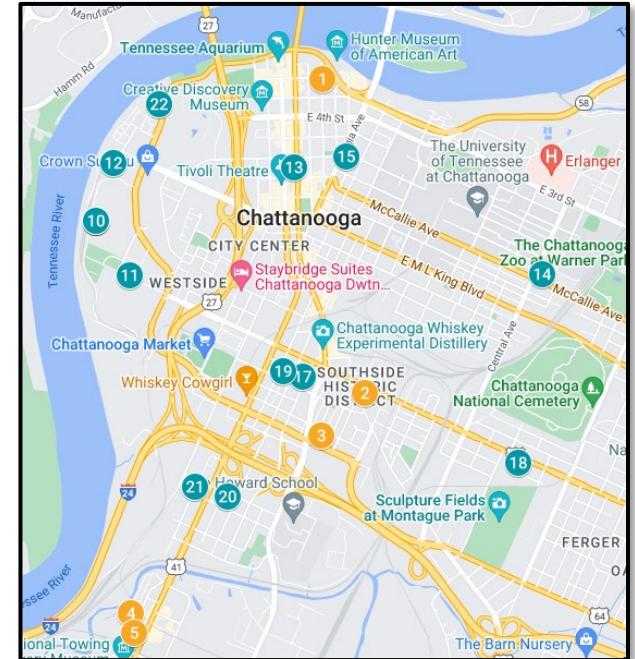 Manufactu
27
Hamm Rd
Tennessee Aquarium
Hunter Museum
of American Art
1
Creative Discovery
Museum
22
E 4th St
58
12
Crown Su
Tivoli Theatre
13
15
The University
of Tennessee
at Chattanooga
H
Erlanger
E 3rd St
Tennessee River
10
Chattanooga
McCallie Ave
CITY CENTER
The Chattanooga
Zoo at Warner Park
11
WESTSIDE
Staybridge Suites
Chattanooga Dwtn...
E M L King Blvd
14
McCallie Ave
27
Central Ave
Chattanooga Market
Chattanooga Whiskey
Experimental Distillery
Whiskey Cowgirl
19
17
SOUTHSIDE
HISTORIC
DISTRICT
2
Chattanooga
National Cemetery
3
Na
18
24
21
20
Howard School
Sculpture Fields
at Montague Park
FERGER
41
24
4
5
ional Towing
Museum
64
The Barn Nursery